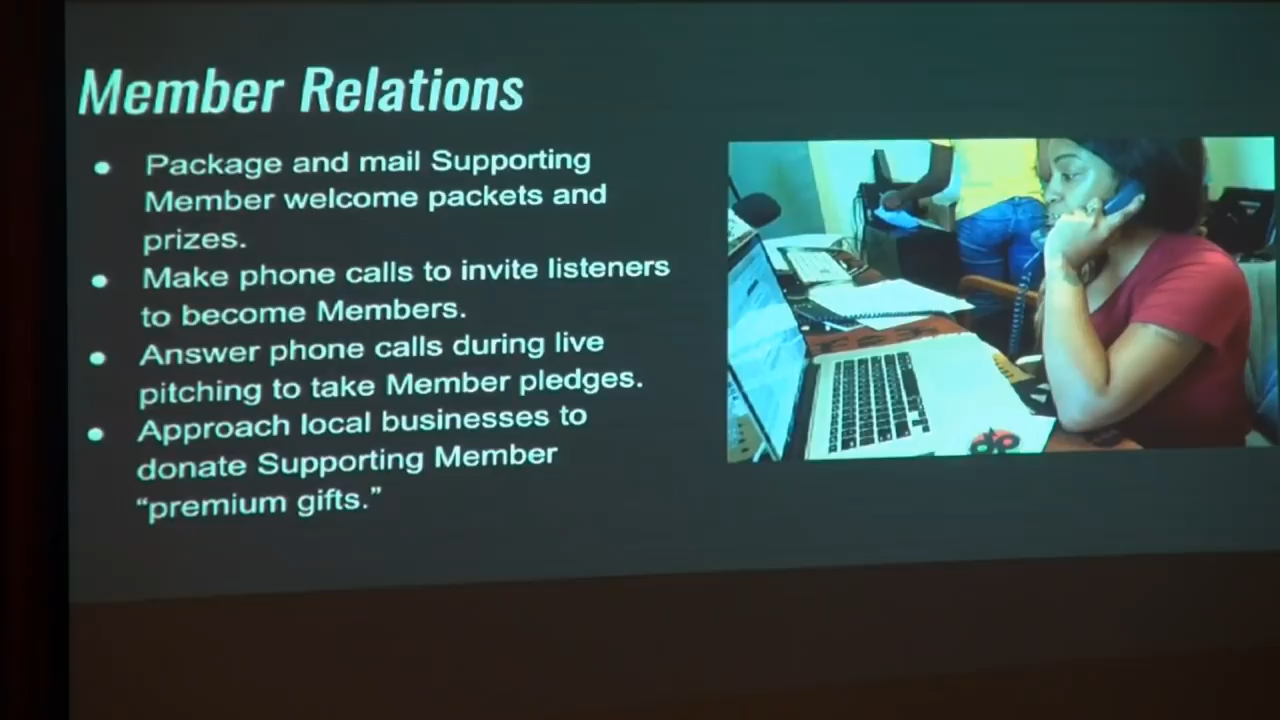 Member Relations
● Package and mail Supporting
Member welcome packets and
prizes.
● Make phone calls to invite listeners
to become Members.
● Answer phone calls during live
pitching to take Member pledges.
● Approach local businesses to
donate Supporting Member
“premium gifts.”